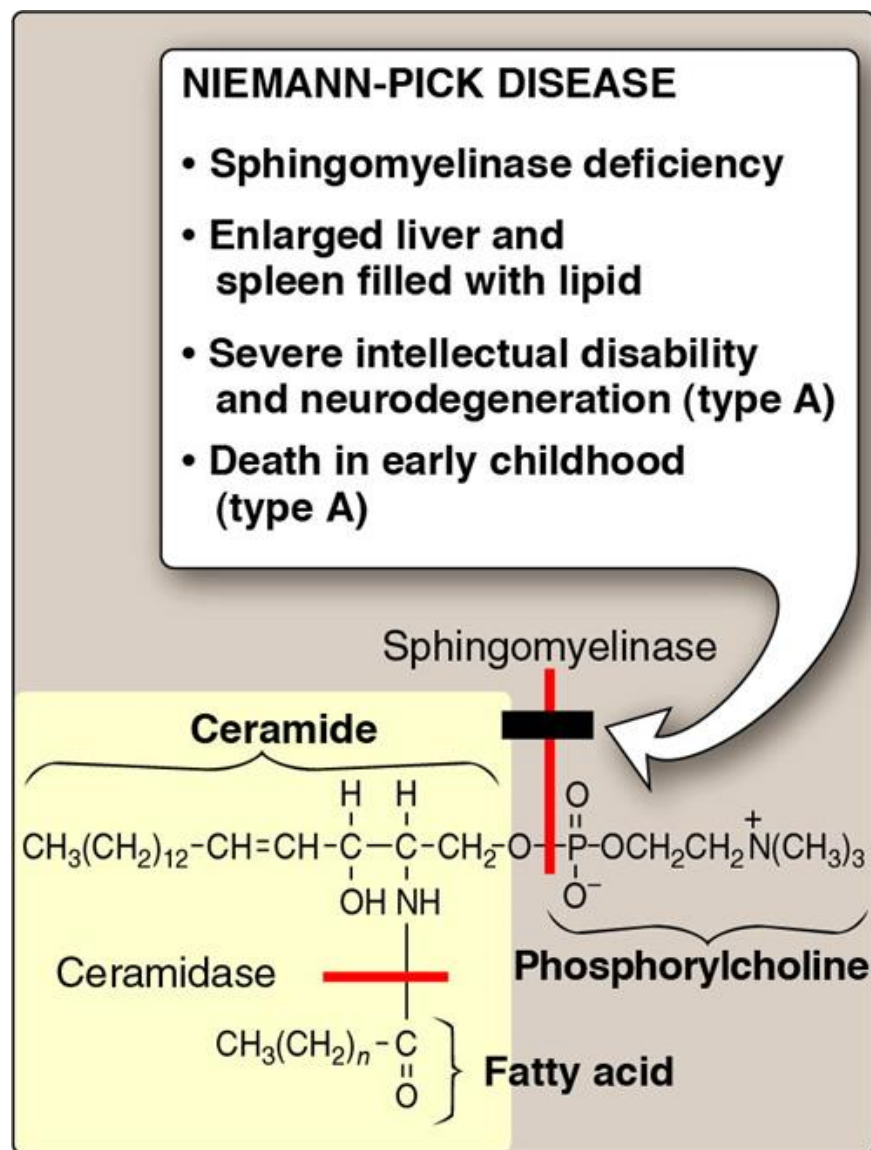 NIEMANN-PICK DISEASE
• Sphingomyelinase deficiency
• Enlarged liver and
spleen filled with lipid
• Severe intellectual disability
and neurodegeneration (type A)
• Death in early childhood
(type A)
Sphingomyelinase
Ceramide
H H O
CH₃(CH₂)₁₂-CH=CH-C-C-CH₂-O-P-OCH₂CH₂N⁺(CH₃)₃
OH NH O⁻
Ceramidase
Phosphorylcholine
CH₃(CH₂)ₙ-C
O
Fatty acid